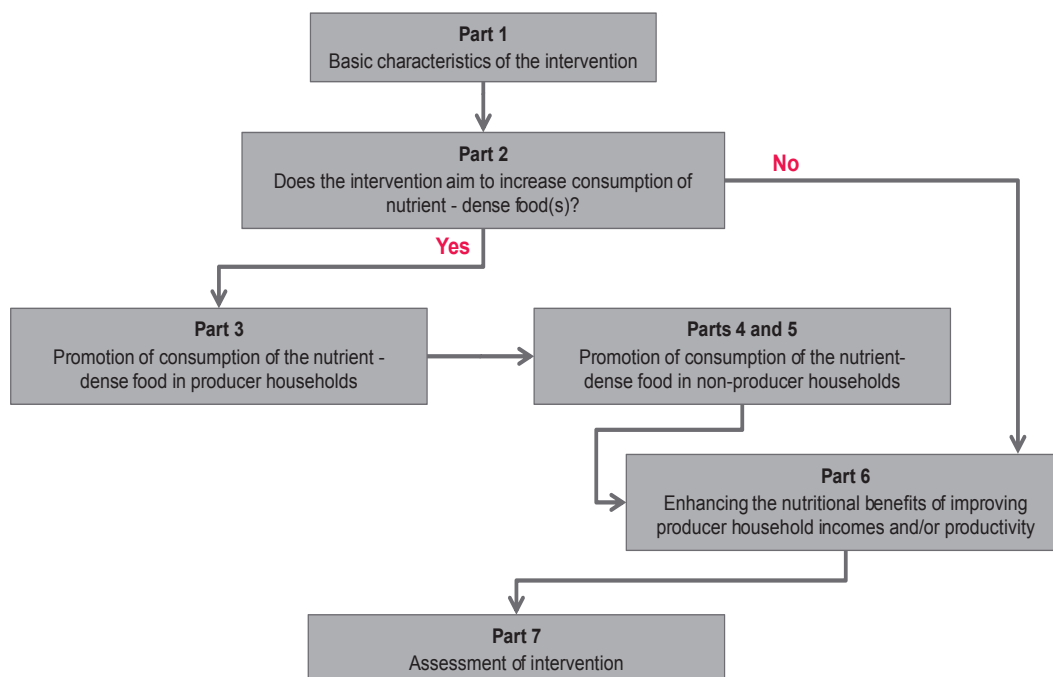 Part 1
Basic characteristics of the intervention
Part 2
Does the intervention aim to increase consumption of
nutrient - dense food(s)?
No
Yes
Part 3
Promotion of consumption of the nutrient -
dense food in producer households
Parts 4 and 5
Promotion of consumption of the nutrient-
dense food in non-producer households
Part 6
Enhancing the nutritional benefits of improving
producer household incomes and/or productivity
Part 7
Assessment of intervention